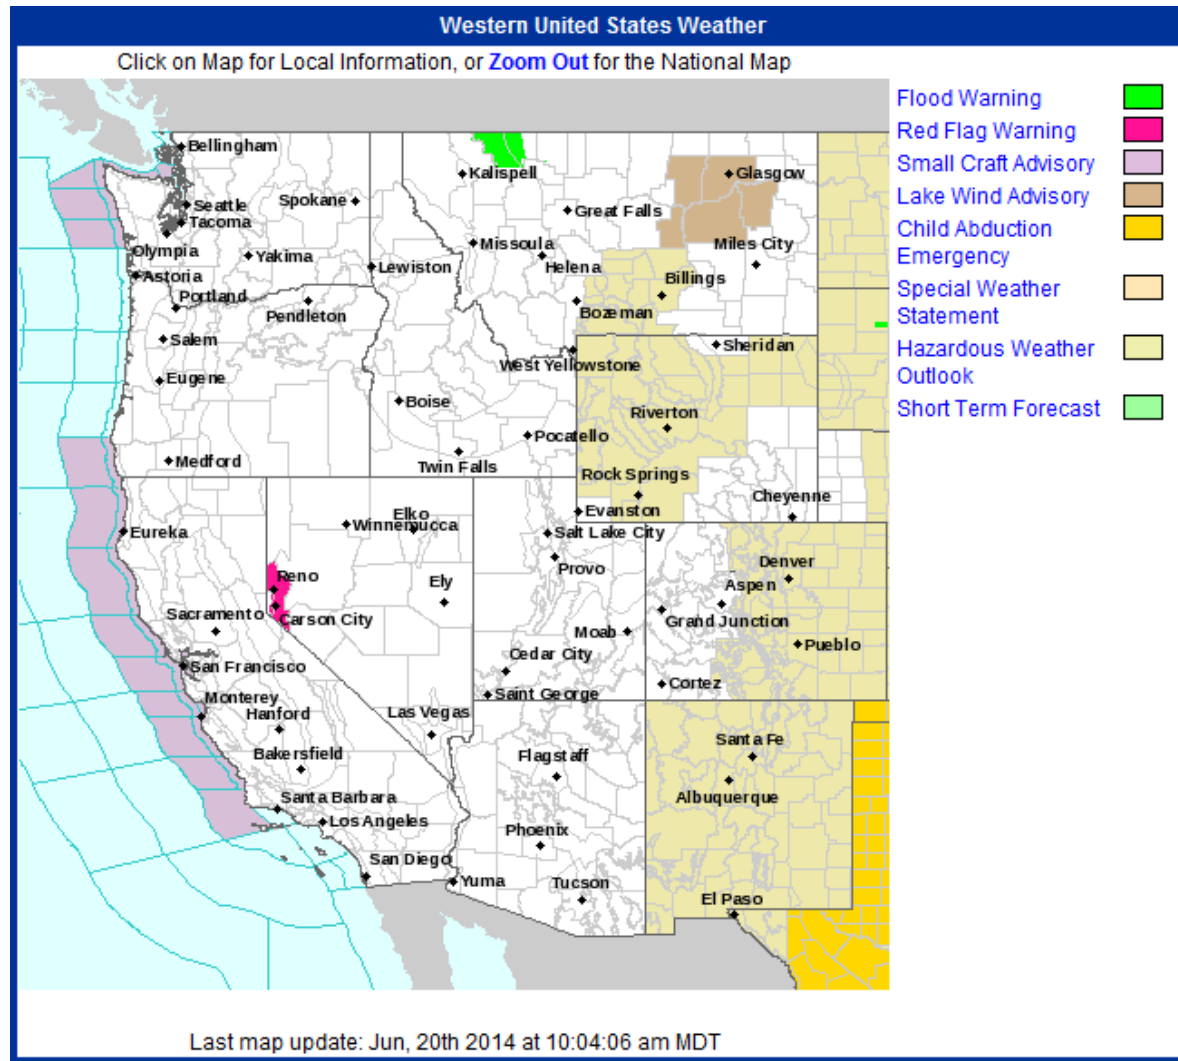 Western United States Weather
Click on Map for Local Information, or Zoom Out for the National Map
Flood Warning
Red Flag Warning
Small Craft Advisory
Lake Wind Advisory
Child Abduction
Emergency
Special Weather
Statement
Hazardous Weather
Outlook
Short Term Forecast
Bellingham
Kalispell
Glasgow
Seattle
Spokane
Tacoma
Great Falls
Olympia
Yakima
Missoula
Miles City
Astoria
Lewiston
Helena
Billings
Portland
Pendleton
Bozeman
Salem
Sheridan
West Yellowstone
Eugene
Boise
Riverton
Pocatello
Medford
Twin Falls
Rock Springs
Cheyenne
Elko
Evanston
Winnemucca
Eureka
Salt Lake City
Provo
Denver
Reno
Ely
Aspen
Sacramento
Carson City
Grand Junction
Moab
Pueblo
Cedar City
San Francisco
Cortez
Monterey
Saint George
Hanford
Las Vegas
Santa Fe
Bakersfield
Flagstaff
Albuquerque
Santa Barbara
Los Angeles
Phoenix
San Diego
Yuma
Tucson
El Paso
Last map update: Jun, 20th 2014 at 10:04:06 am MDT